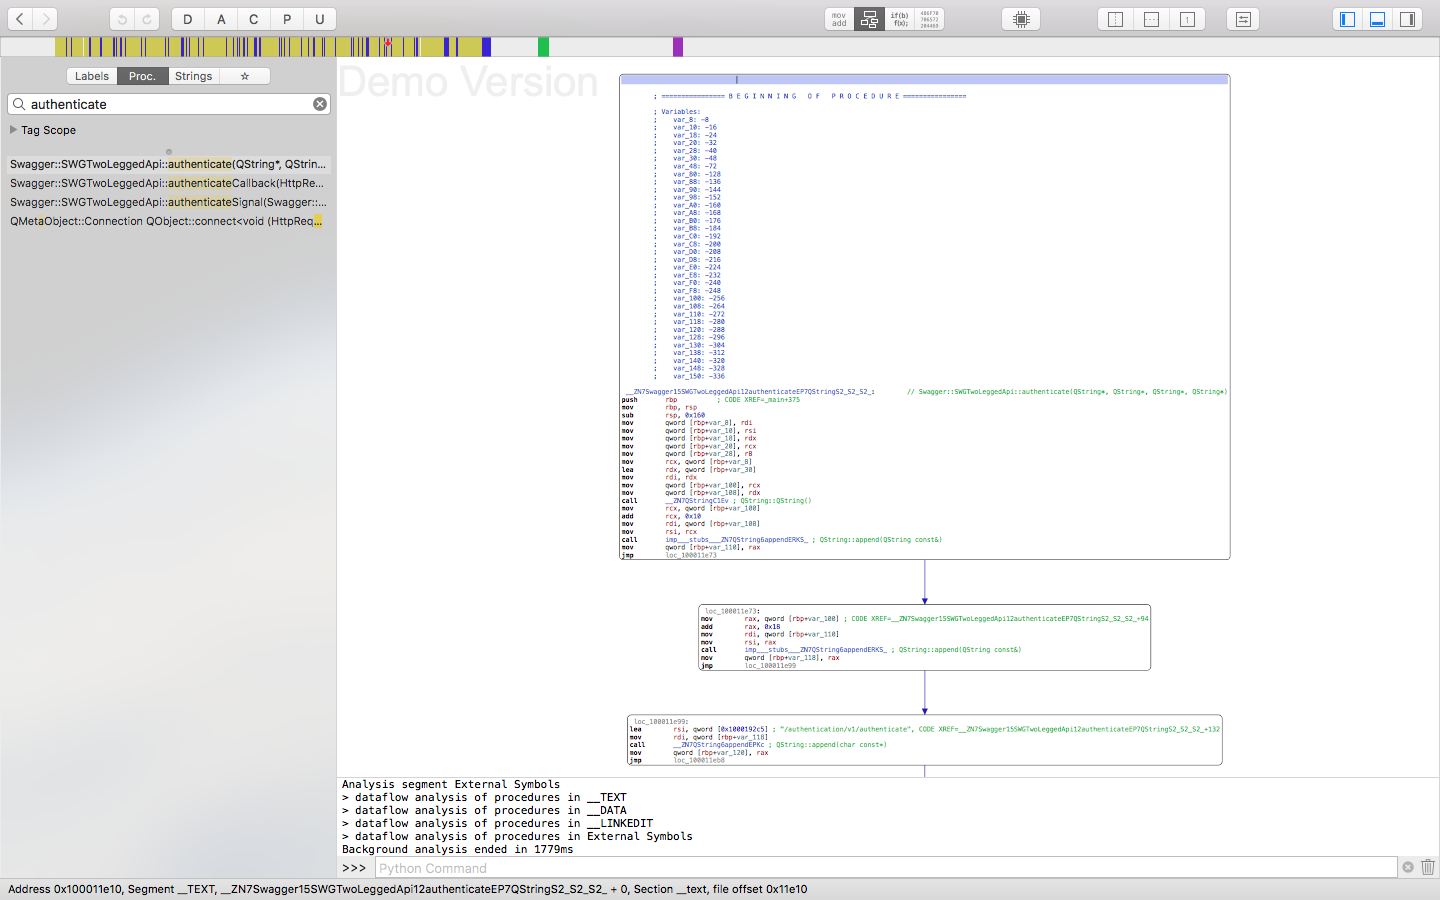 D A C P U
mov
add
if(b)
f(x);
Labels Proc. Strings ☆
authenticate
Tag Scope
Swagger::SWGTwoLeggedApi::authenticate(QString*, QStrin...
Swagger::SWGTwoLeggedApi::authenticateCallback(HttpRe...
Swagger::SWGTwoLeggedApi::authenticateSignal(Swagger::...
QMetaObject::Connection QObject::connect<void (HttpReq...
Demo Version
; ================ B E G I N N I N G   O F   P R O C E D U R E ================
; Variables:
;    var_8: -8
;    var_10: -16
;    var_18: -24
;    var_20: -32
;    var_28: -40
;    var_30: -48
;    var_48: -72
;    var_80: -128
;    var_88: -136
;    var_90: -144
;    var_98: -152
;    var_A0: -160
;    var_A8: -168
;    var_B0: -176
;    var_B8: -184
;    var_C0: -192
;    var_C8: -200
;    var_D0: -208
;    var_D8: -216
;    var_E0: -224
;    var_E8: -232
;    var_F0: -240
;    var_F8: -248
;    var_100: -256
;    var_108: -264
;    var_110: -272
;    var_118: -280
;    var_120: -288
;    var_128: -296
;    var_130: -304
;    var_138: -312
;    var_140: -320
;    var_148: -328
;    var_150: -336
__ZN7Swagger15SWGTwoLeggedApi12authenticateEP7QStringS2_S2_S2_: // Swagger::SWGTwoLeggedApi::authenticate(QString*, QString*, QString*, QString*)
push rbp ; CODE XREF=_main+375
mov rbp, rsp
sub rsp, 0x160
mov qword [rbp+var_8], rdi
mov qword [rbp+var_10], rsi
mov qword [rbp+var_18], rdx
mov qword [rbp+var_20], rcx
mov qword [rbp+var_28], r8
mov rcx, qword [rbp+var_8]
lea rdx, qword [rbp+var_30]
mov rdi, rdx
mov qword [rbp+var_100], rcx
mov qword [rbp+var_108], rdx
call __ZN7QStringC1Ev ; QString::QString()
mov rcx, qword [rbp+var_100]
add rcx, 0x10
mov rdi, qword [rbp+var_108]
mov rsi, rcx
call imp___stubs___ZN7QString6appendERKS_ ; QString::append(QString const&)
mov qword [rbp+var_110], rax
jmp loc_100011e73
loc_100011e73:
mov rax, qword [rbp+var_100] ; CODE XREF=__ZN7Swagger15SWGTwoLeggedApi12authenticateEP7QStringS2_S2_S2_+94
add rax, 0x18
mov rdi, qword [rbp+var_110]
mov rsi, rax
call imp___stubs___ZN7QString6appendERKS_ ; QString::append(QString const&)
mov qword [rbp+var_118], rax
jmp loc_100011e99
loc_100011e99:
lea rsi, qword [0x1000192c5] ; "/authentication/v1/authenticate", CODE XREF=__ZN7Swagger15SWGTwoLeggedApi12authenticateEP7QStringS2_S2_S2_+132
mov rdi, qword [rbp+var_118]
call __ZN7QString6appendEPKc ; QString::append(char const*)
mov qword [rbp+var_120], rax
jmp loc_100011eb8
Analysis segment External Symbols
> dataflow analysis of procedures in __TEXT
> dataflow analysis of procedures in __DATA
> dataflow analysis of procedures in __LINKEDIT
> dataflow analysis of procedures in External Symbols
Background analysis ended in 1779ms
>>> Python Command
Address 0x100011e10, Segment __TEXT, __ZN7Swagger15SWGTwoLeggedApi12authenticateEP7QStringS2_S2_S2_ + 0, Section __text, file offset 0x11e10